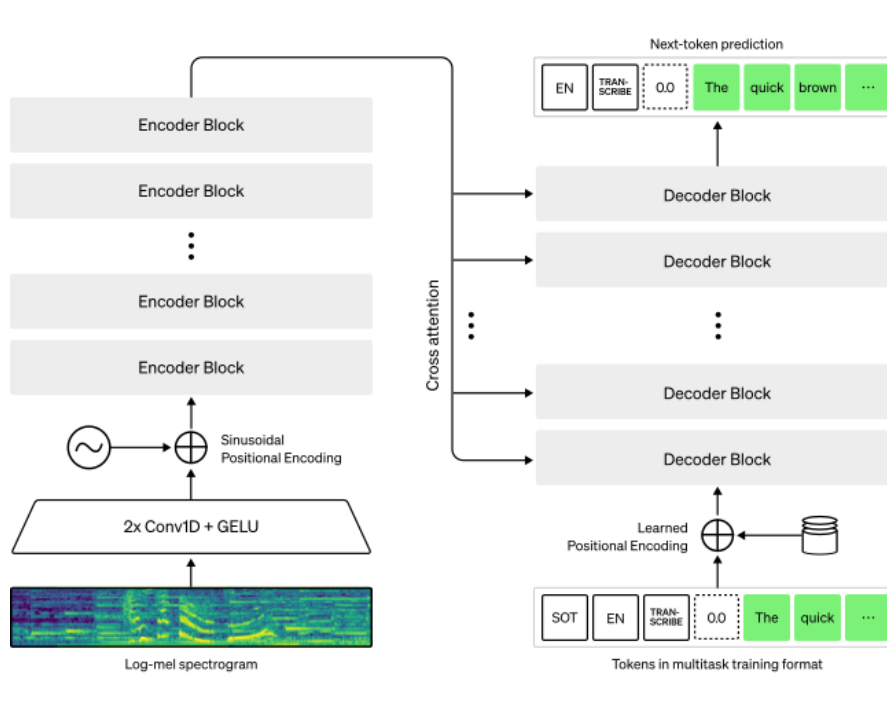 Next-token prediction
EN TRAN-
SCRIBE 0.0 The quick brown ...
Encoder Block
Encoder Block
Encoder Block
Encoder Block
Sinusoidal
Positional Encoding
2x Conv1D + GELU
Log-mel spectrogram
Cross attention
Decoder Block
Decoder Block
Decoder Block
Decoder Block
Learned
Positional Encoding
SOT EN TRAN-
SCRIBE 0.0 The quick ...
Tokens in multitask training format